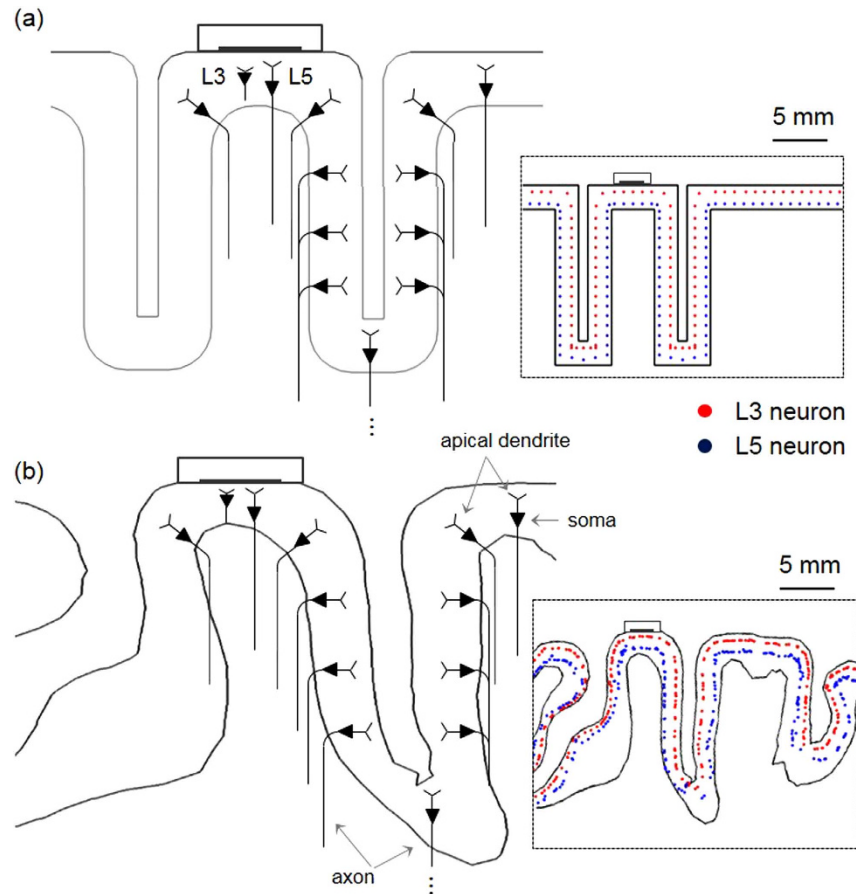 (a)
L3 L5
5 mm
L3 neuron
L5 neuron
⋮
(b)
apical dendrite
soma
5 mm
axon
⋮